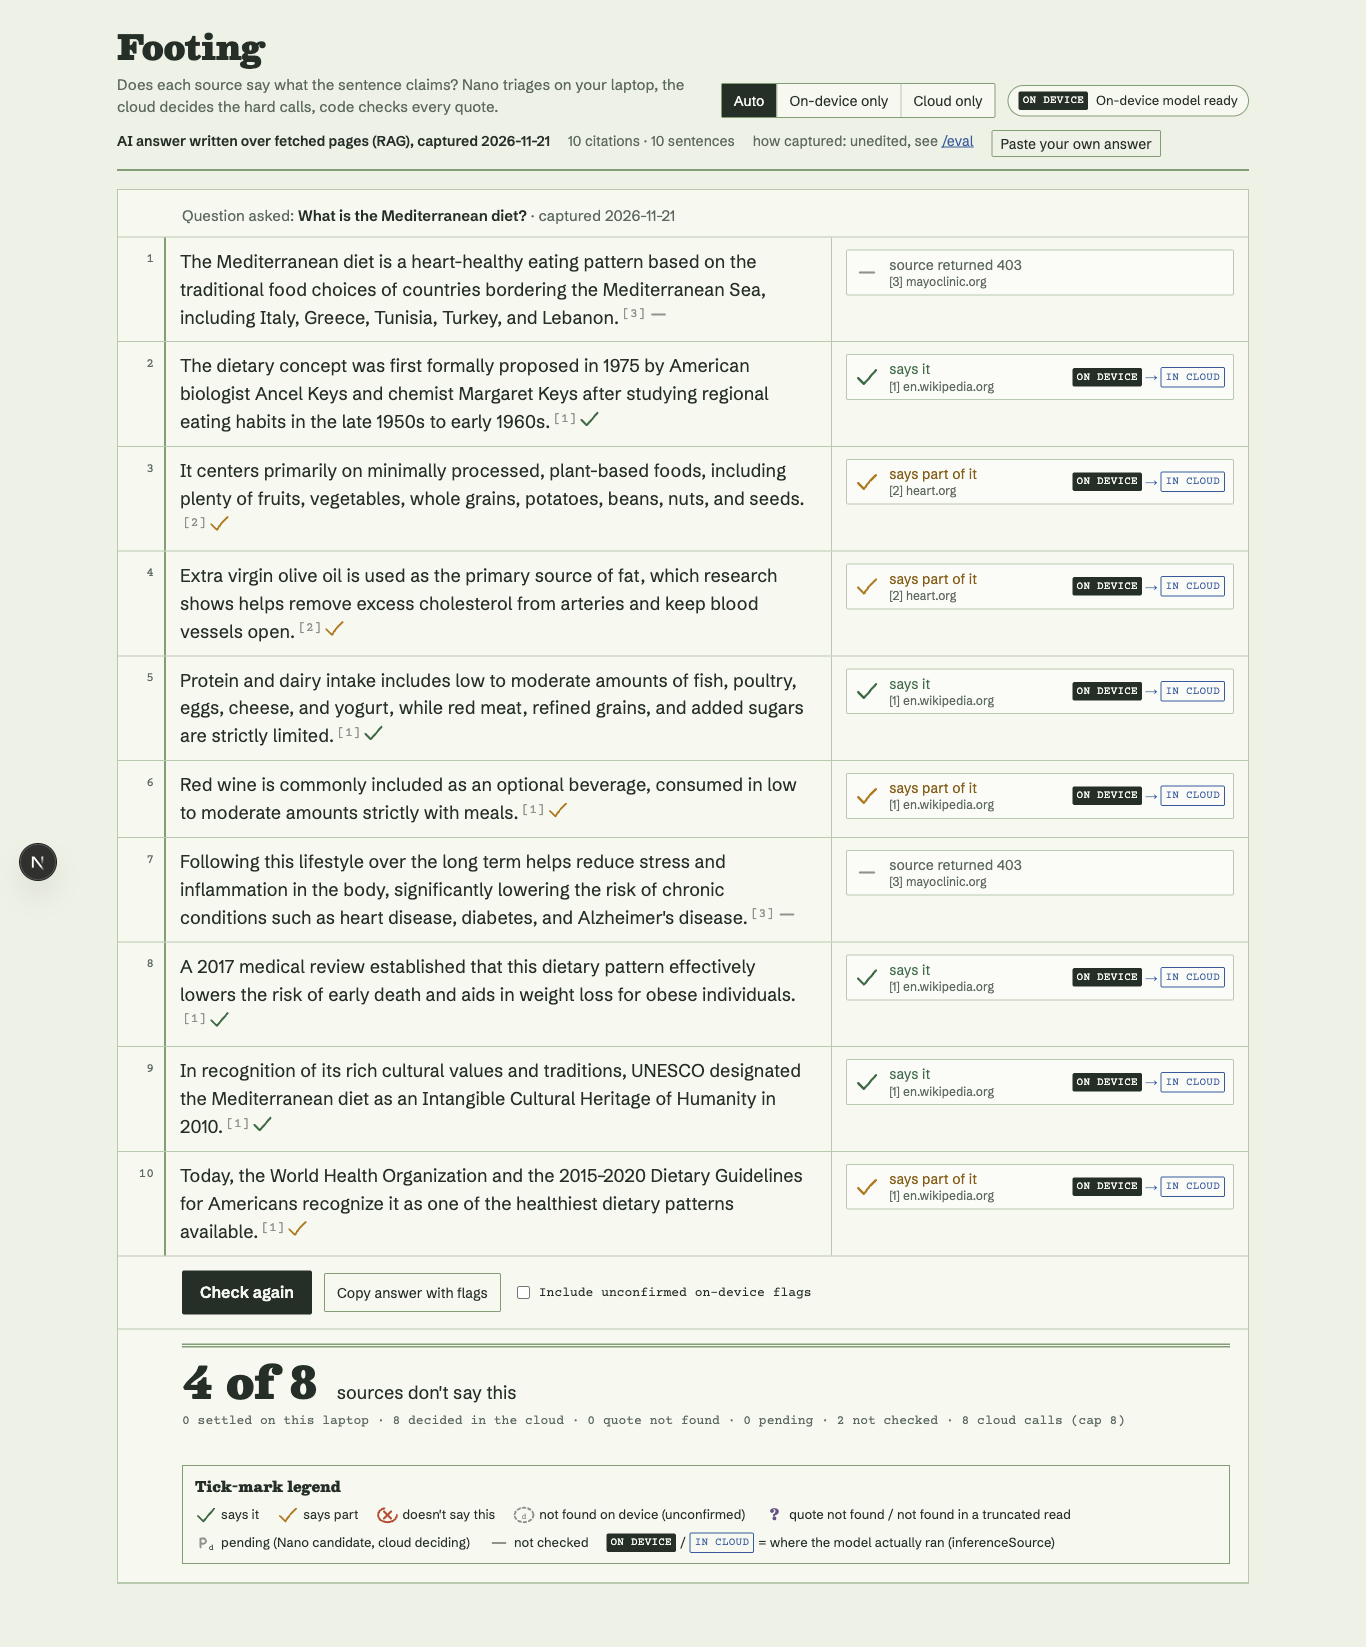 Footing
Does each source say what the sentence claims? Nano triages on your laptop, the
cloud decides the hard calls, code checks every quote.
Auto
On-device only
Cloud only
ON DEVICE On-device model ready
AI answer written over fetched pages (RAG), captured 2026-11-21
10 citations · 10 sentences
how captured: unedited, see /eval
Paste your own answer
Question asked: What is the Mediterranean diet? · captured 2026-11-21
1
The Mediterranean diet is a heart-healthy eating pattern based on the
traditional food choices of countries bordering the Mediterranean Sea,
including Italy, Greece, Tunisia, Turkey, and Lebanon. [3] —
— source returned 403
[3] mayoclinic.org
2
The dietary concept was first formally proposed in 1975 by American
biologist Ancel Keys and chemist Margaret Keys after studying regional
eating habits in the late 1950s to early 1960s. [1] ✓
✓ says it
[1] en.wikipedia.org
ON DEVICE → IN CLOUD
3
It centers primarily on minimally processed, plant-based foods, including
plenty of fruits, vegetables, whole grains, potatoes, beans, nuts, and seeds.
[2] ✓
✓ says part of it
[2] heart.org
ON DEVICE → IN CLOUD
4
Extra virgin olive oil is used as the primary source of fat, which research
shows helps remove excess cholesterol from arteries and keep blood
vessels open. [2] ✓
✓ says part of it
[2] heart.org
ON DEVICE → IN CLOUD
5
Protein and dairy intake includes low to moderate amounts of fish, poultry,
eggs, cheese, and yogurt, while red meat, refined grains, and added sugars
are strictly limited. [1] ✓
✓ says it
[1] en.wikipedia.org
ON DEVICE → IN CLOUD
6
Red wine is commonly included as an optional beverage, consumed in low
to moderate amounts strictly with meals. [1] ✓
✓ says part of it
[1] en.wikipedia.org
ON DEVICE → IN CLOUD
7
Following this lifestyle over the long term helps reduce stress and
inflammation in the body, significantly lowering the risk of chronic
conditions such as heart disease, diabetes, and Alzheimer's disease. [3] —
— source returned 403
[3] mayoclinic.org
N
8
A 2017 medical review established that this dietary pattern effectively
lowers the risk of early death and aids in weight loss for obese individuals.
[1] ✓
✓ says it
[1] en.wikipedia.org
ON DEVICE → IN CLOUD
9
In recognition of its rich cultural values and traditions, UNESCO designated
the Mediterranean diet as an Intangible Cultural Heritage of Humanity in
2010. [1] ✓
✓ says it
[1] en.wikipedia.org
ON DEVICE → IN CLOUD
10
Today, the World Health Organization and the 2015–2020 Dietary Guidelines
for Americans recognize it as one of the healthiest dietary patterns
available. [1] ✓
✓ says part of it
[1] en.wikipedia.org
ON DEVICE → IN CLOUD
Check again
Copy answer with flags
Include unconfirmed on-device flags
4 of 8 sources don't say this
0 settled on this laptop · 8 decided in the cloud · 0 quote not found · 0 pending · 2 not checked · 8 cloud calls (cap 8)
Tick-mark legend
✓ says it ✓ says part doesn't say this d not found on device (unconfirmed) ? quote not found / not found in a truncated read
Pd pending (Nano candidate, cloud deciding) — not checked ON DEVICE / IN CLOUD = where the model actually ran (inferenceSource)